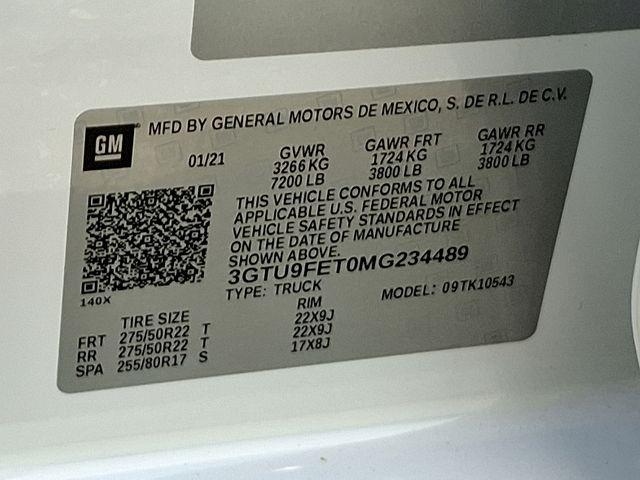 MFD BY GENERAL MOTORS DE MEXICO, S. DE R.L. DE C.V.
GM
01/21 GVWR GAWR FRT GAWR RR
3266 KG 1724 KG 1724 KG
7200 LB 3800 LB 3800 LB
THIS VEHICLE CONFORMS TO ALL
APPLICABLE U.S. FEDERAL MOTOR
VEHICLE SAFETY STANDARDS IN EFFECT
ON THE DATE OF MANUFACTURE
SHOWN ABOVE.
3GTU9FET0MG234489
140X
TYPE: TRUCK MODEL: 09TK10543
TIRE SIZE RIM
FRT 275/50R22 T 22X9J
RR 275/50R22 T 22X9J
SPA 255/80R17 S 17X8J